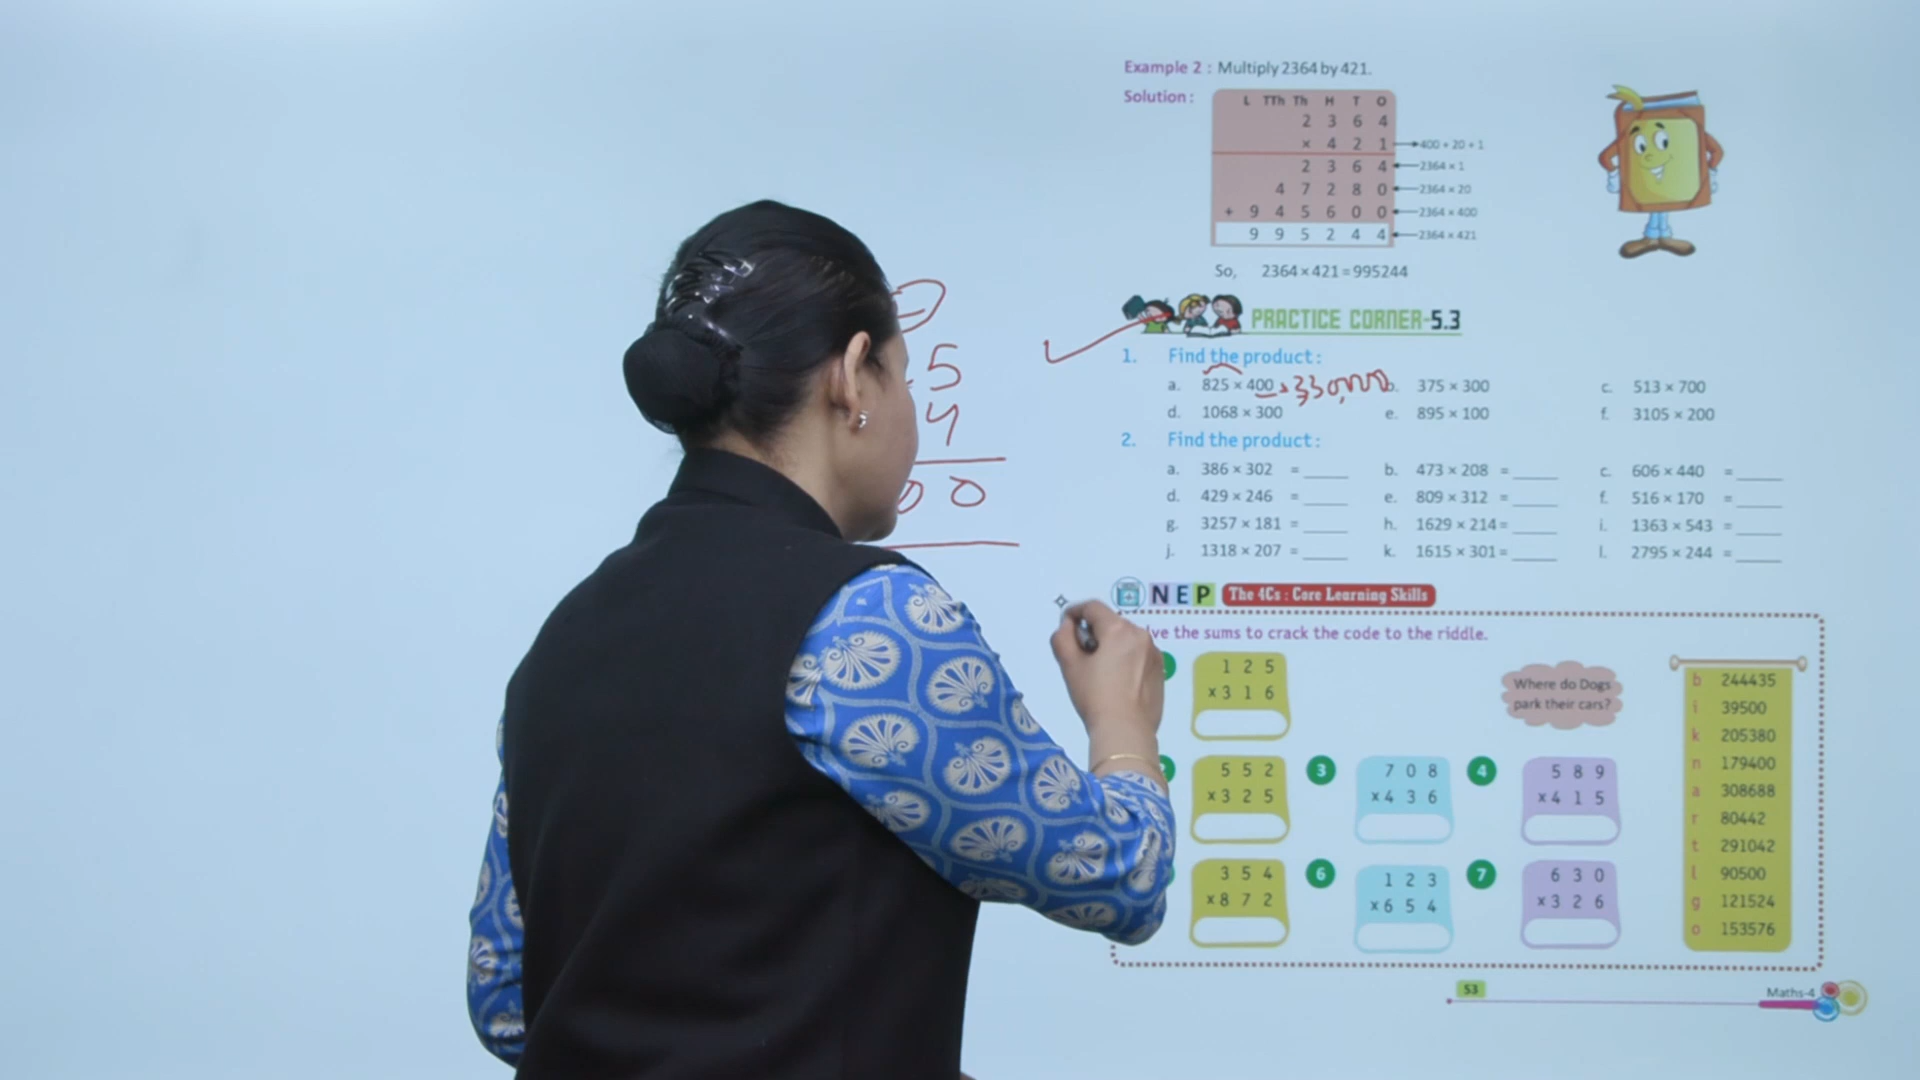 Example 2 : Multiply 2364 by 421.
Solution :
L TTh Th H T O
2 3 6 4
× 4 2 1 400 + 20 + 1
2 3 6 4 2364 × 1
4 7 2 8 0 2364 × 20
+ 9 4 5 6 0 0 2364 × 400
9 9 5 2 4 4 2364 × 421
So, 2364 × 421 = 995244
PRACTICE CORNER-5.3
1. Find the product :
a. 825 × 400 330,000 b. 375 × 300 c. 513 × 700
d. 1068 × 300 e. 895 × 100 f. 3105 × 200
2. Find the product :
a. 386 × 302 = ____ b. 473 × 208 = ____ c. 606 × 440 = ____
d. 429 × 246 = ____ e. 809 × 312 = ____ f. 516 × 170 = ____
g. 3257 × 181 = ____ h. 1629 × 214 = ____ i. 1363 × 543 = ____
j. 1318 × 207 = ____ k. 1615 × 301 = ____ l. 2795 × 244 = ____
5
4
0 0
NEP The 4Cs : Core Learning Skills
lve the sums to crack the code to the riddle.
1 2 5
× 3 1 6
Where do Dogs
park their cars?
5 5 2 3 7 0 8 4 5 8 9
× 3 2 5 × 4 3 6 × 4 1 5
3 5 4 6 1 2 3 7 6 3 0
× 8 7 2 × 6 5 4 × 3 2 6
b 244435
i 39500
k 205380
n 179400
a 308688
r 80442
t 291042
l 90500
g 121524
o 153576
53
Maths-4